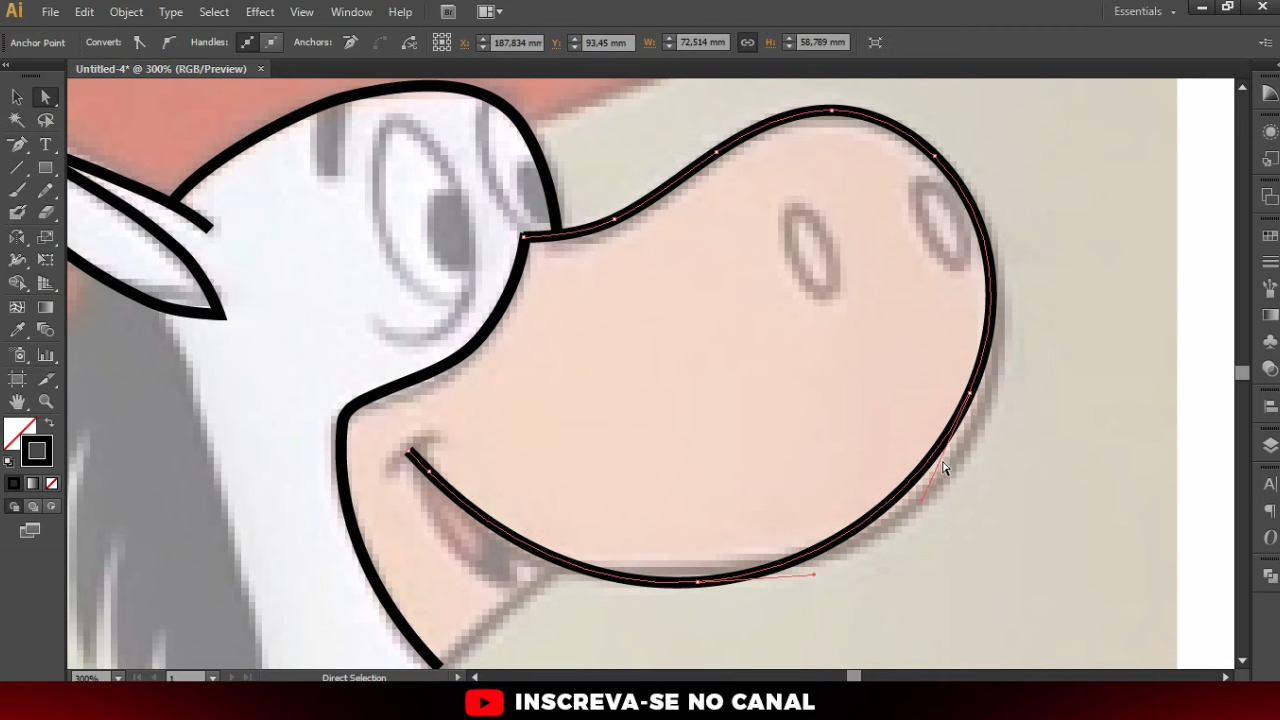 Ai File Edit Object Type Select Effect View Window Help Br Essentials
Anchor Point Convert: Handles: Anchors: X: 187,834 mm Y: 93,45 mm W: 72,514 mm H: 58,789 mm
Untitled-4* @ 300% (RGB/Preview)
300% 1 Direct Selection
INSCREVA-SE NO CANAL